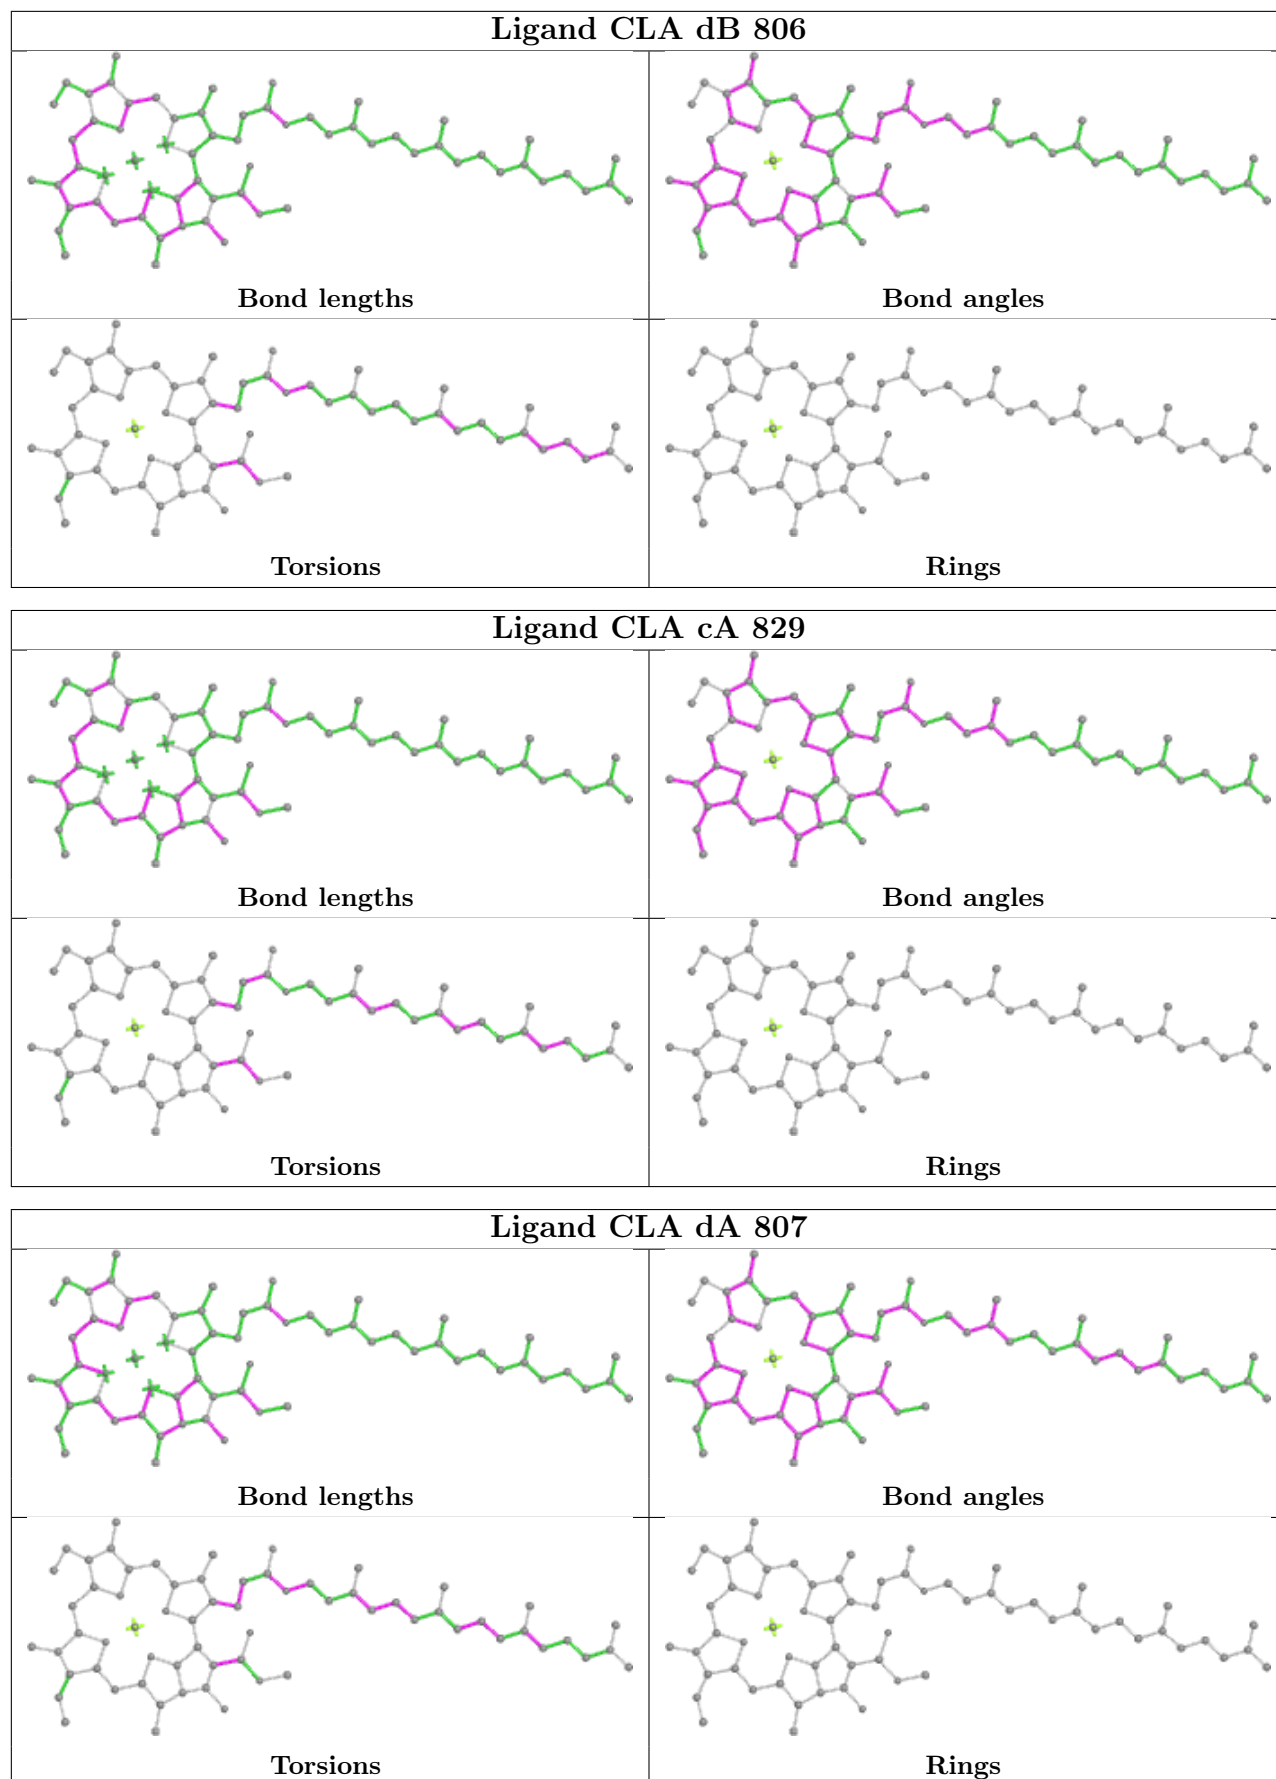 Ligand CLA dB 806
Bond lengths
Bond angles
Torsions
Rings
Ligand CLA cA 829
Bond lengths
Bond angles
Torsions
Rings
Ligand CLA dA 807
Bond lengths
Bond angles
Torsions
Rings